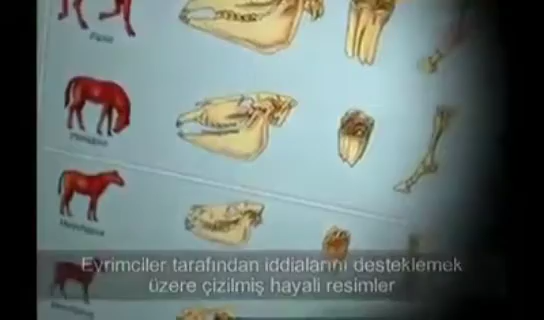 Evrimciler tarafından iddialarını desteklemek
üzere çizilmiş hayali resimler